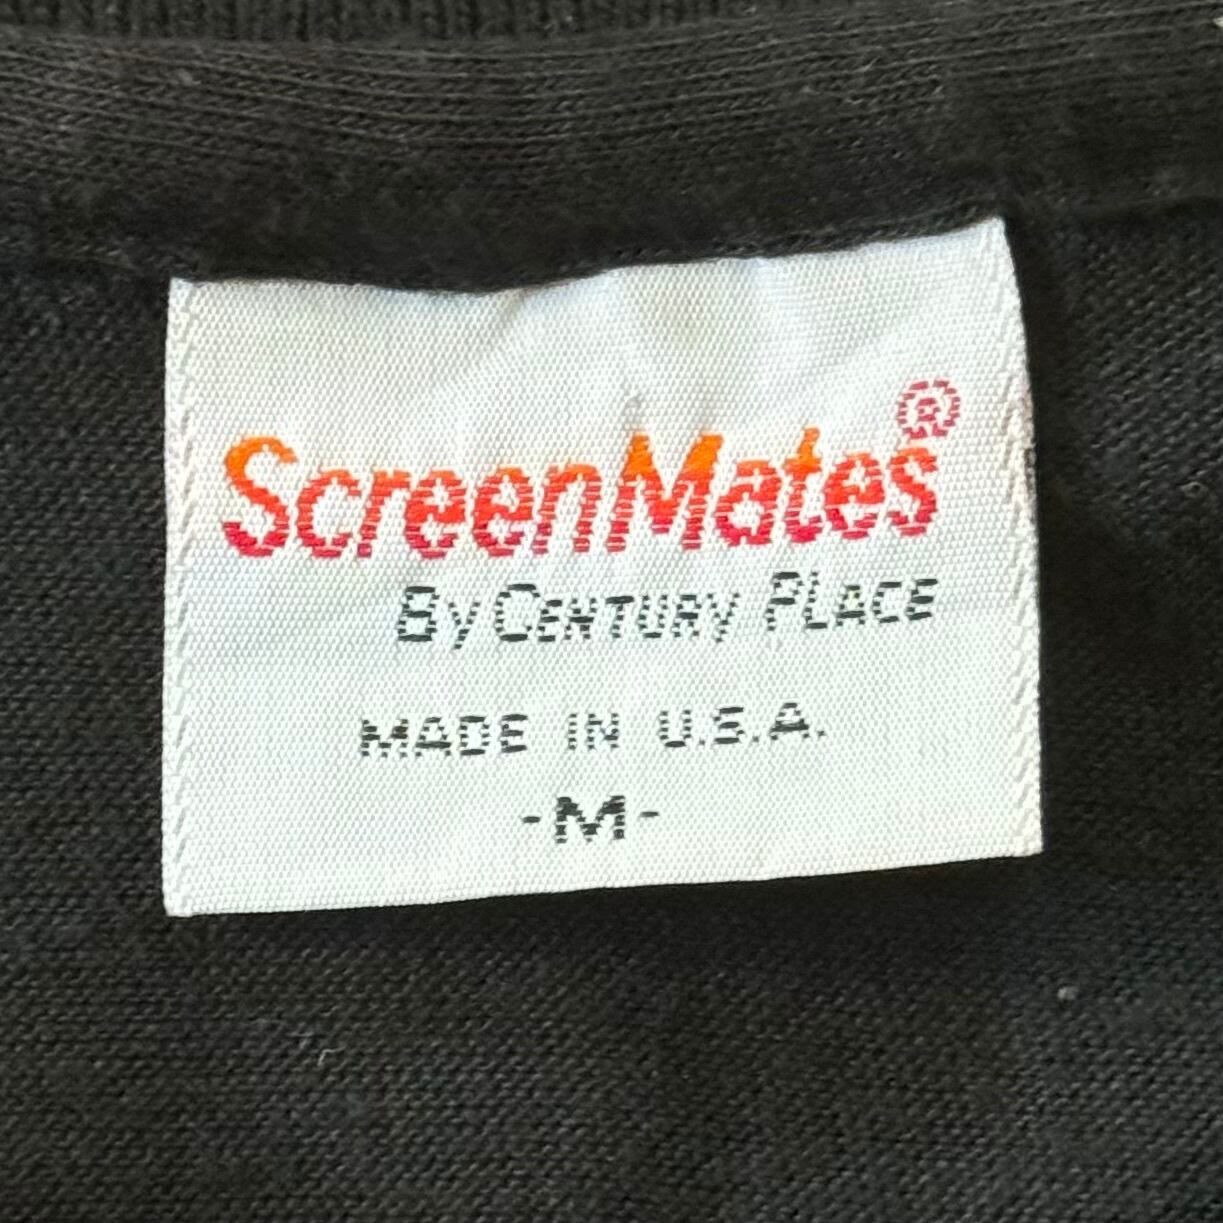 ScreenMates®
By Century Place
MADE IN U.S.A.
-M-